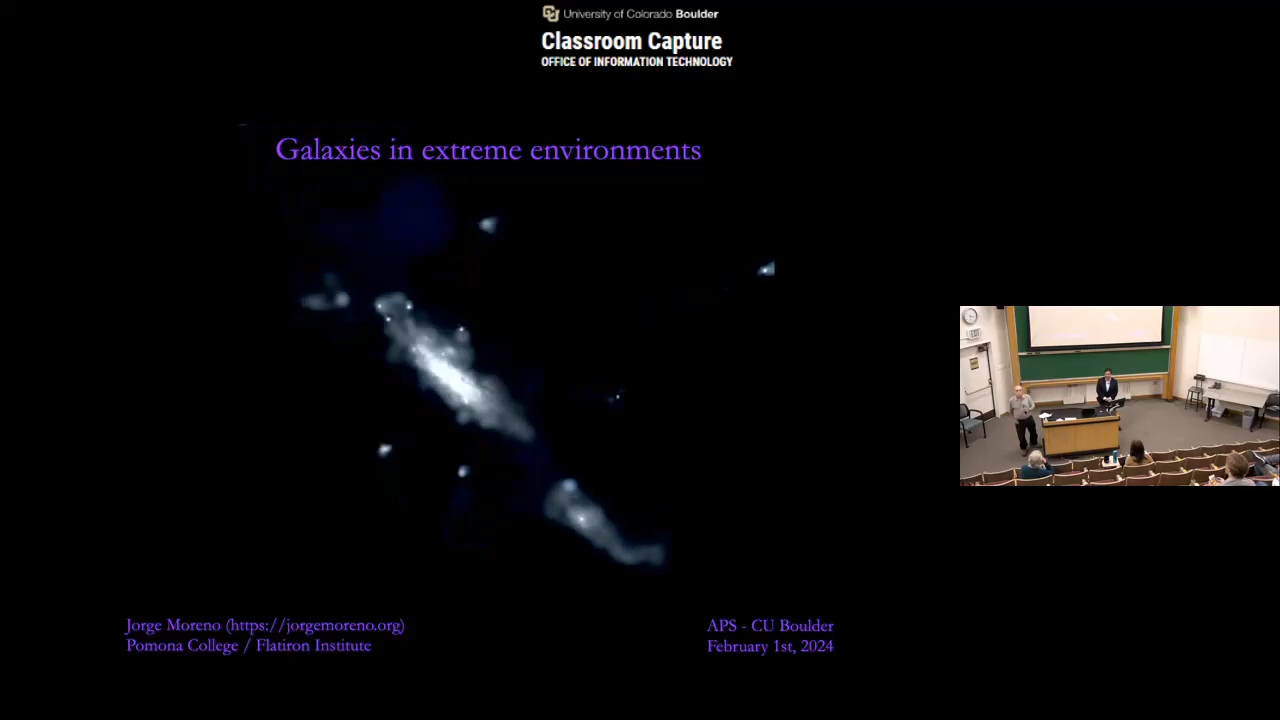 University of Colorado Boulder
Classroom Capture
OFFICE OF INFORMATION TECHNOLOGY
Galaxies in extreme environments
EXIT
Jorge Moreno (https://jorgemoreno.org)
Pomona College / Flatiron Institute
APS - CU Boulder
February 1st, 2024